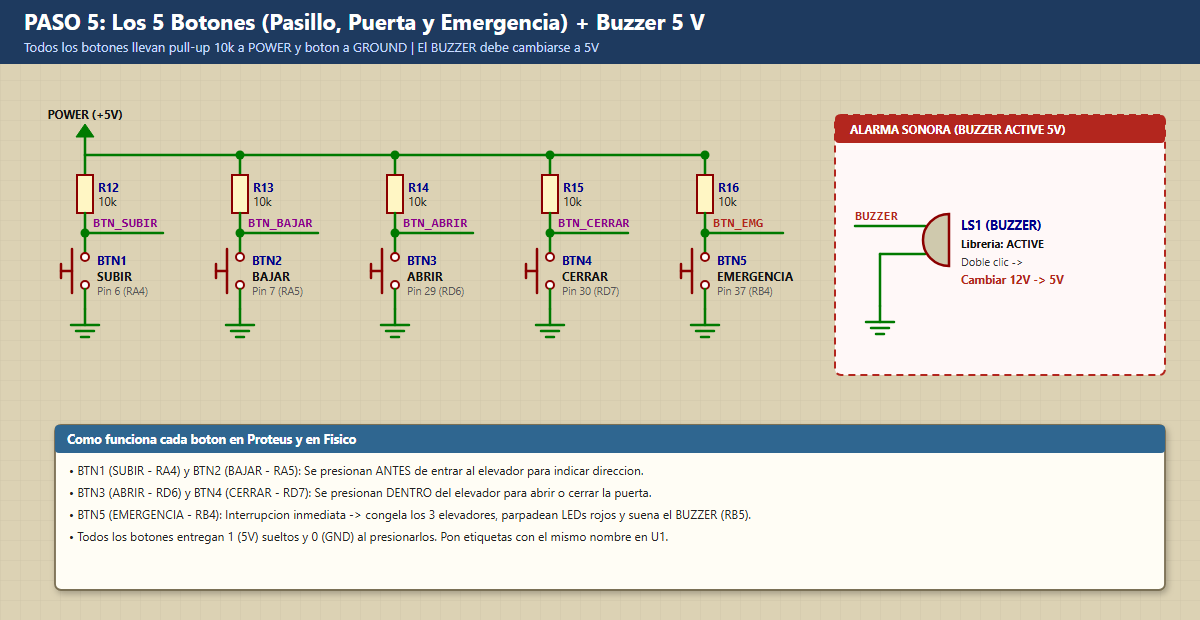 PASO 5: Los 5 Botones (Pasillo, Puerta y Emergencia) + Buzzer 5 V
Todos los botones llevan pull-up 10k a POWER y boton a GROUND | El BUZZER debe cambiarse a 5V
POWER (+5V)
R12
10k
BTN_SUBIR
BTN1
SUBIR
Pin 6 (RA4)
R13
10k
BTN_BAJAR
BTN2
BAJAR
Pin 7 (RA5)
R14
10k
BTN_ABRIR
BTN3
ABRIR
Pin 29 (RD6)
R15
10k
BTN_CERRAR
BTN4
CERRAR
Pin 30 (RD7)
R16
10k
BTN_EMG
BTN5
EMERGENCIA
Pin 37 (RB4)
ALARMA SONORA (BUZZER ACTIVE 5V)
BUZZER
LS1 (BUZZER)
Libreria: ACTIVE
Doble clic ->
Cambiar 12V -> 5V
Como funciona cada boton en Proteus y en Fisico
• BTN1 (SUBIR - RA4) y BTN2 (BAJAR - RA5): Se presionan ANTES de entrar al elevador para indicar direccion.
• BTN3 (ABRIR - RD6) y BTN4 (CERRAR - RD7): Se presionan DENTRO del elevador para abrir o cerrar la puerta.
• BTN5 (EMERGENCIA - RB4): Interrupcion inmediata -> congela los 3 elevadores, parpadean LEDs rojos y suena el BUZZER (RB5).
• Todos los botones entregan 1 (5V) sueltos y 0 (GND) al presionarlos. Pon etiquetas con el mismo nombre en U1.